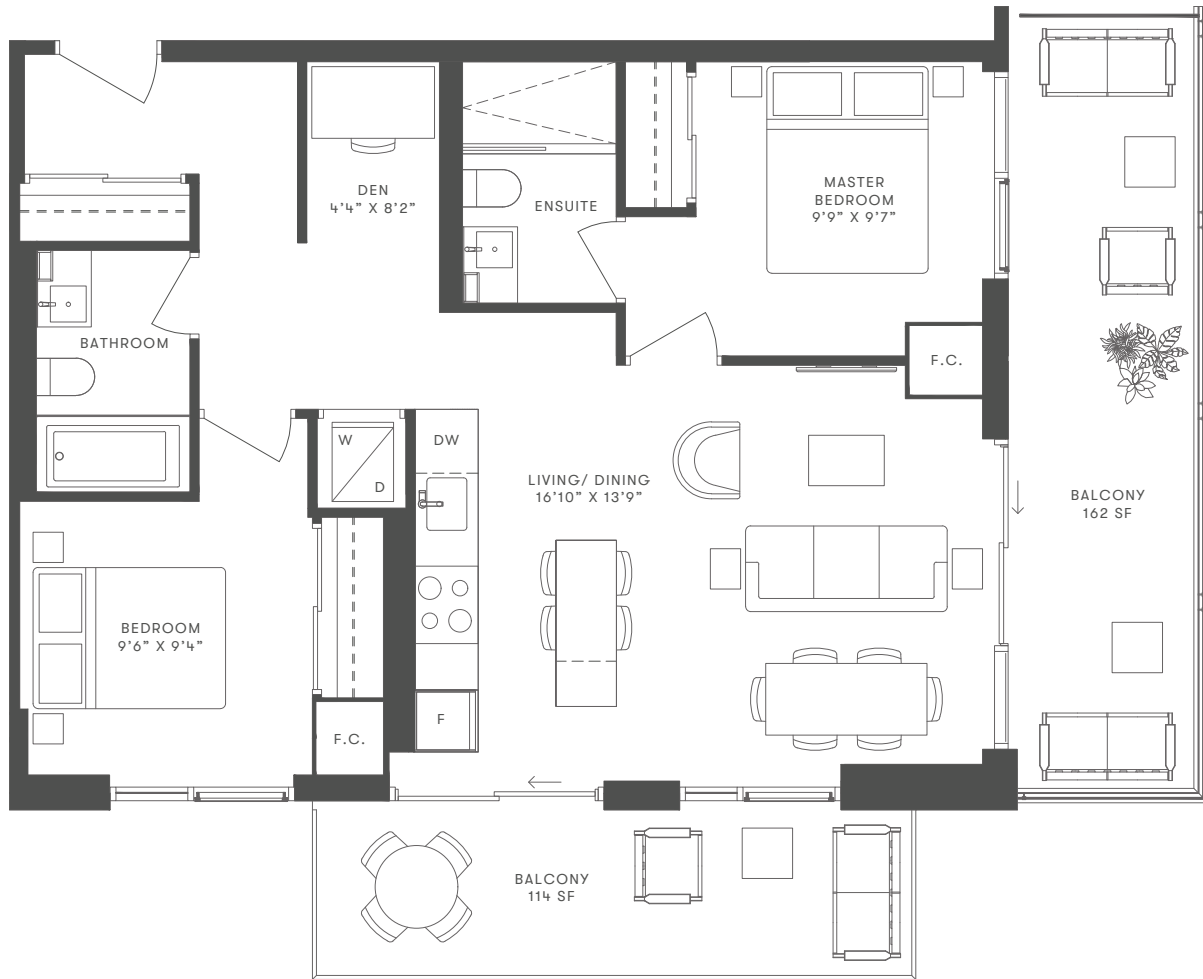 DEN
4'4” X 8'2”
ENSUITE
MASTER
BEDROOM
9'9” X 9'7”
BATHROOM
F.C.
W
D
DW
LIVING/ DINING
16'10” X 13'9”
BALCONY
162 SF
BEDROOM
9'6” X 9'4”
F
F.C.
BALCONY
114 SF